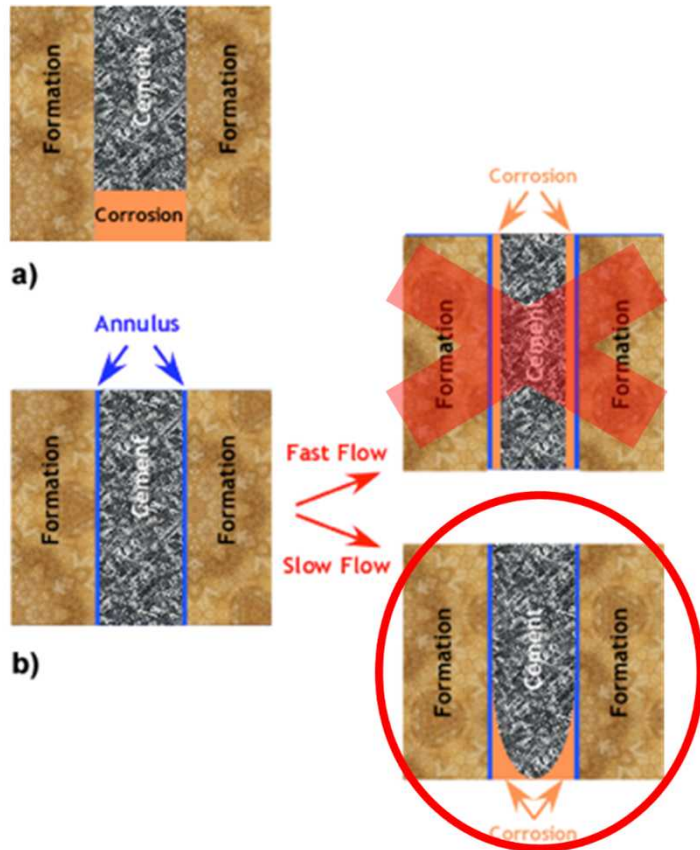 Formation
Cement
Formation
Corrosion
a)
Corrosion
Formation
Cement
Formation
Annulus
Formation
Cement
Formation
Fast Flow
Slow Flow
b)
Formation
Cement
Formation
Corrosion